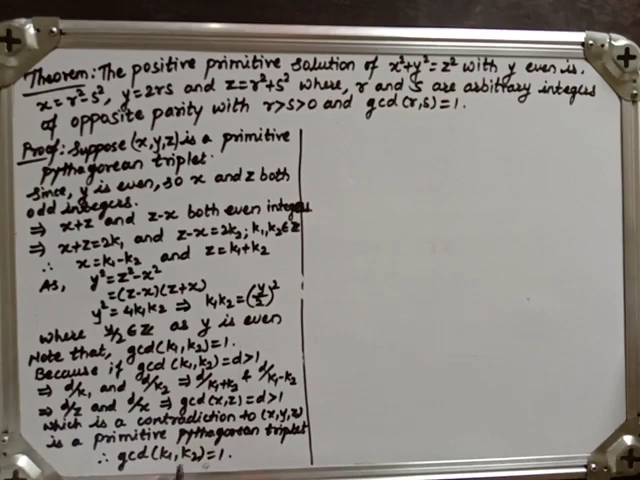 Theorem: The positive primitive solution of x²+y²=z² with y even is.
x=r²-s², y=2rs and z=r²+s² where, r and s are arbitrary integers
of opposite parity with r>s>0 and gcd(r,s)=1.
Proof: Suppose (x,y,z) is a primitive
pythagorean triplet.
Since, y is even, so x and z both
odd integers.
⇒ x+z and z-x both even integers
⇒ x+z=2k₁ and z-x=2k₂; k₁,k₂∈Z
∴ x=k₁-k₂ and z=k₁+k₂
As, y²=z²-x²
=(z-x)(z+x)
y²=4k₁k₂ ⇒ k₁k₂=(y/2)²
where y/2 ∈ Z as y is even
Note that, gcd(k₁,k₂)=1.
Because if gcd(k₁,k₂)=d>1
⇒ d/k₁ and d/k₂ ⇒ d/k₁+k₂ & d/k₁-k₂
⇒ d/z and d/x ⇒ gcd(x,z)=d>1
which is a contradiction to (x,y,z)
is a primitive pythagorean triplet
∴ gcd(k₁,k₂)=1.